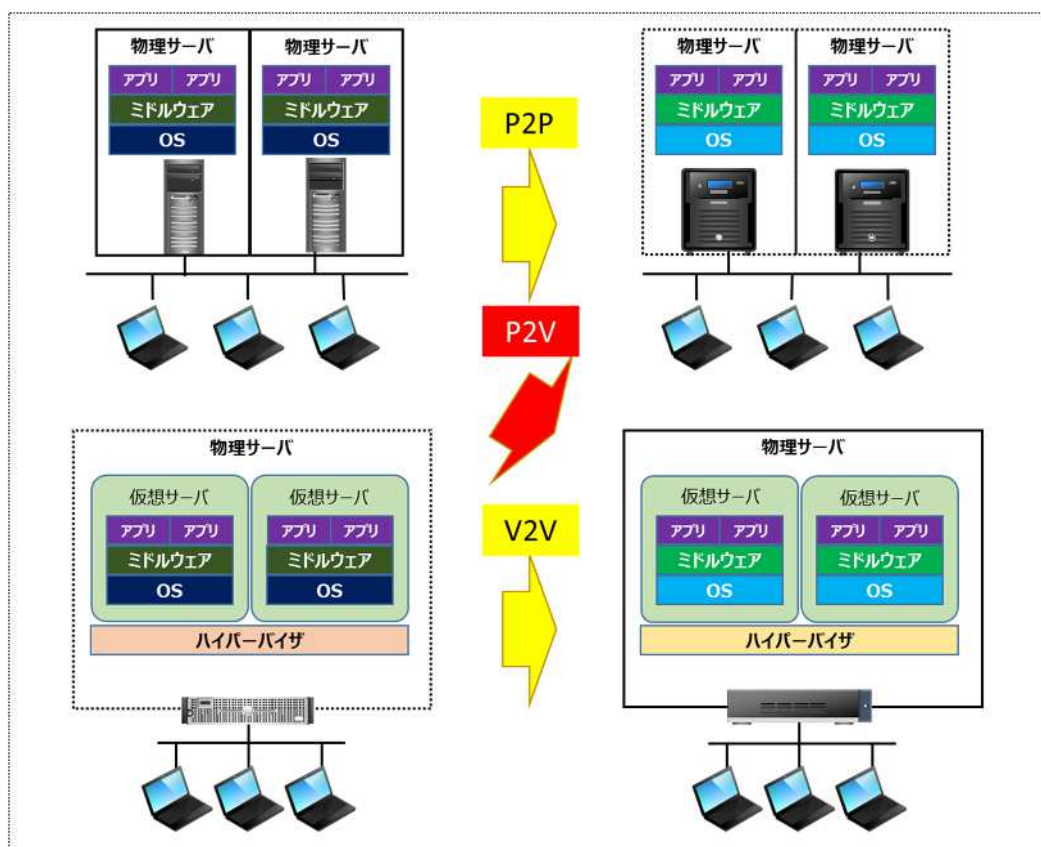 物理サーバ 物理サーバ
アプリ アプリ アプリ アプリ
ミドルウェア ミドルウェア
OS OS
P2P
物理サーバ 物理サーバ
アプリ アプリ アプリ アプリ
ミドルウェア ミドルウェア
OS OS
P2V
物理サーバ
仮想サーバ 仮想サーバ
アプリ アプリ アプリ アプリ
ミドルウェア ミドルウェア
OS OS
ハイパーバイザ
V2V
物理サーバ
仮想サーバ 仮想サーバ
アプリ アプリ アプリ アプリ
ミドルウェア ミドルウェア
OS OS
ハイパーバイザ